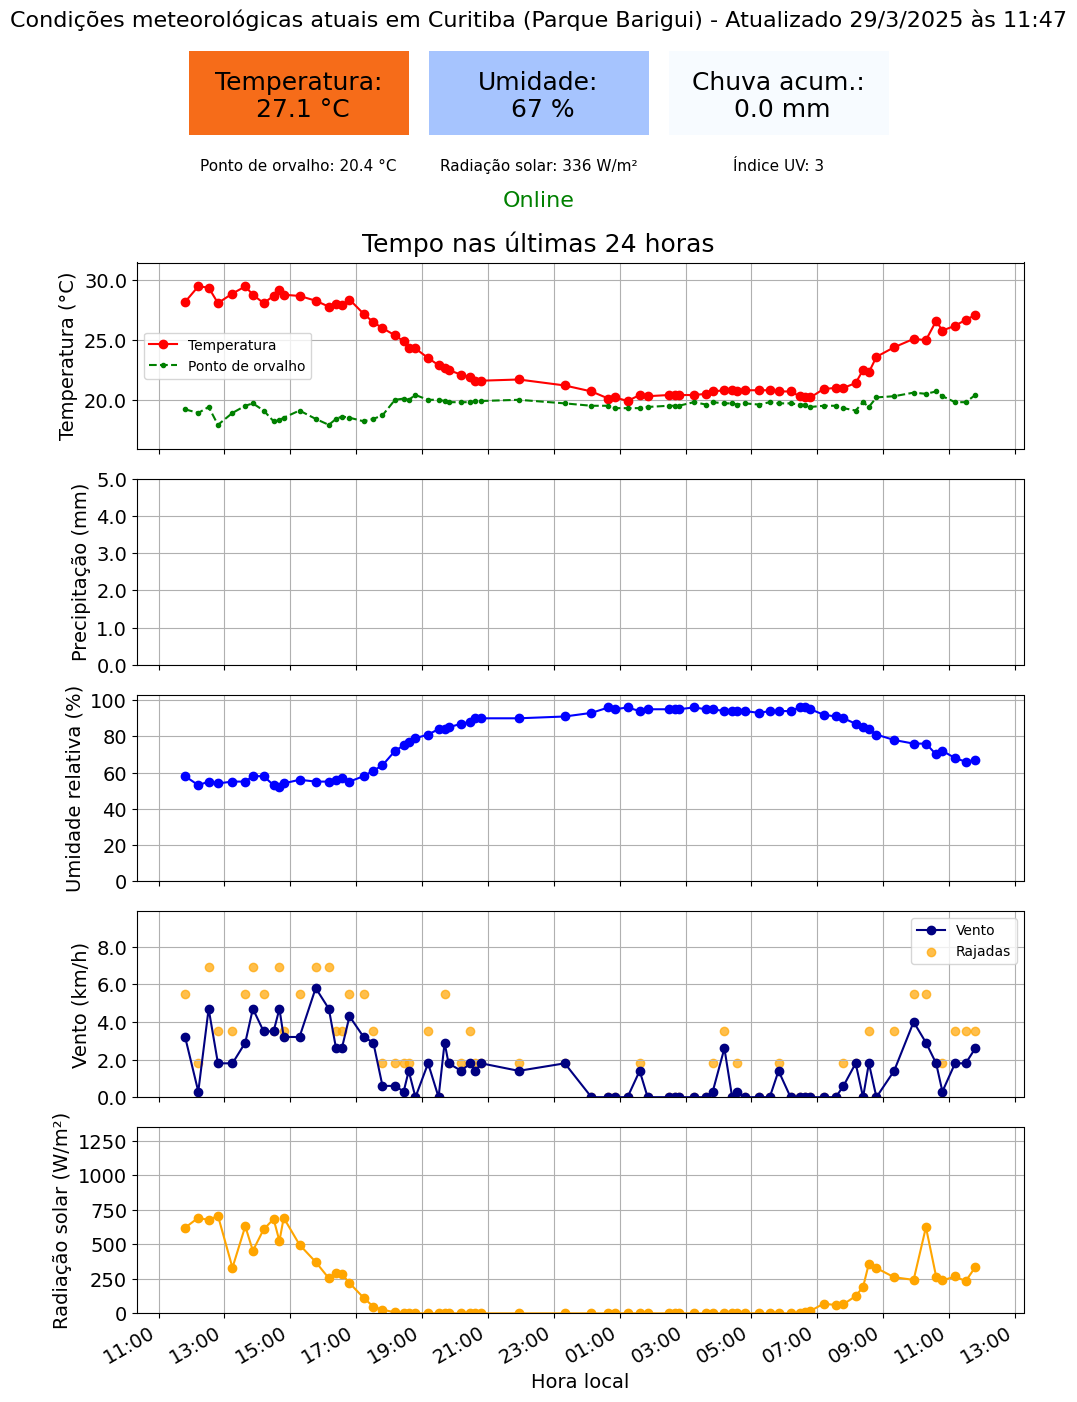 Condições meteorológicas atuais em Curitiba (Parque Barigui) - Atualizado 29/3/2025 às 11:47
Temperatura:
27.1 °C
Umidade:
67 %
Chuva acum.:
0.0 mm
Ponto de orvalho: 20.4 °C
Radiação solar: 336 W/m²
Índice UV: 3
Online
Tempo nas últimas 24 horas
Temperatura (°C)
30.0
25.0
20.0
Temperatura
Ponto de orvalho
Precipitação (mm)
5.0
4.0
3.0
2.0
1.0
0.0
Umidade relativa (%)
100
80
60
40
20
0
Vento (km/h)
8.0
6.0
4.0
2.0
0.0
Vento
Rajadas
Radiação solar (W/m²)
1250
1000
750
500
250
0
11:00
13:00
15:00
17:00
19:00
21:00
23:00
01:00
03:00
05:00
07:00
09:00
11:00
13:00
Hora local